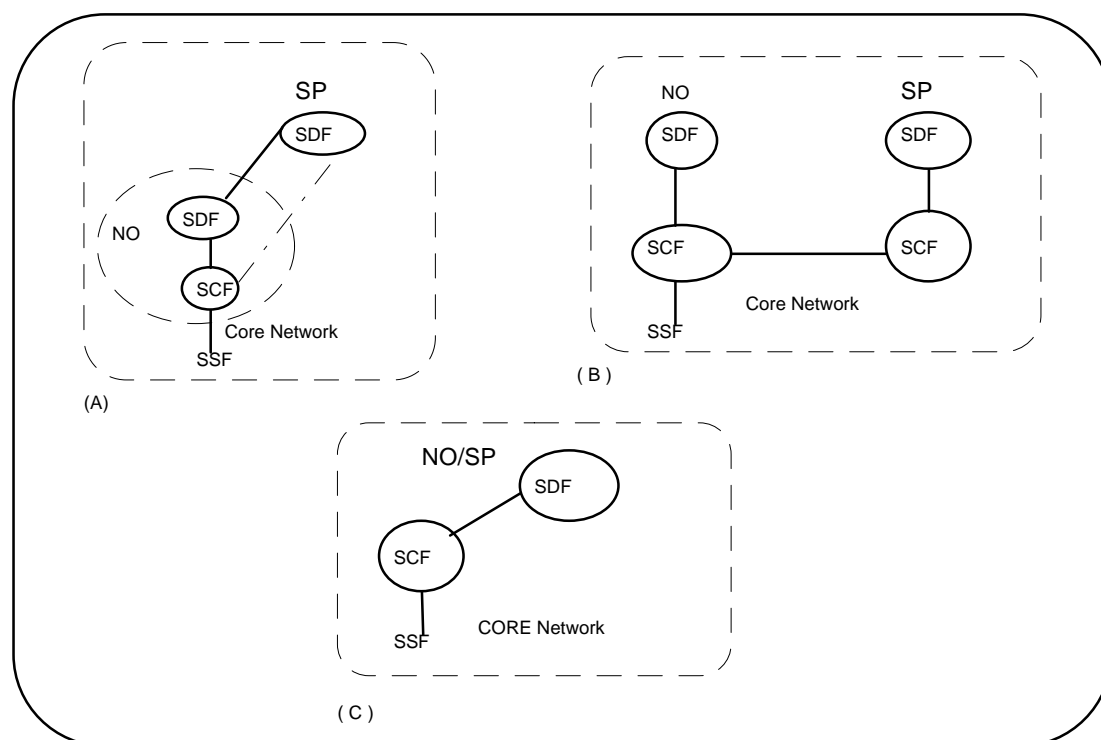 SP
SDF
SDF
NO
SCF
Core Network
SSF
(A)
NO
SP
SDF
SDF
SCF
SCF
Core Network
SSF
( B )
NO/SP
SDF
SCF
CORE Network
SSF
( C )